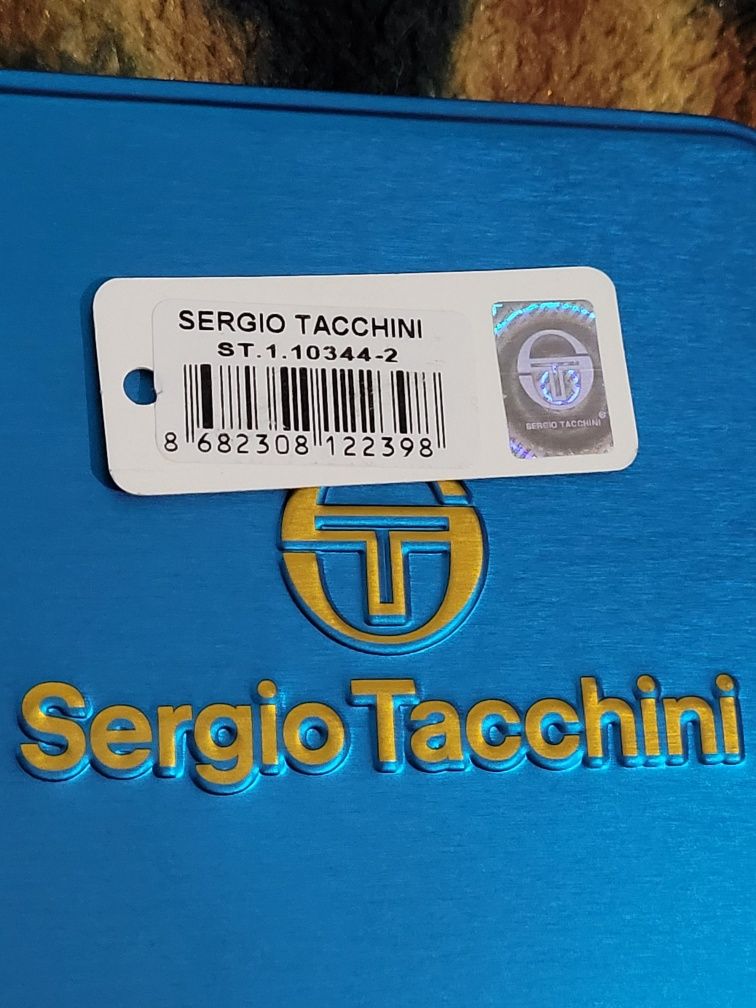 SERGIO TACCHINI
ST.1.10344-2
8 682308 122398
SERGIO TACCHINI®
Sergio Tacchini